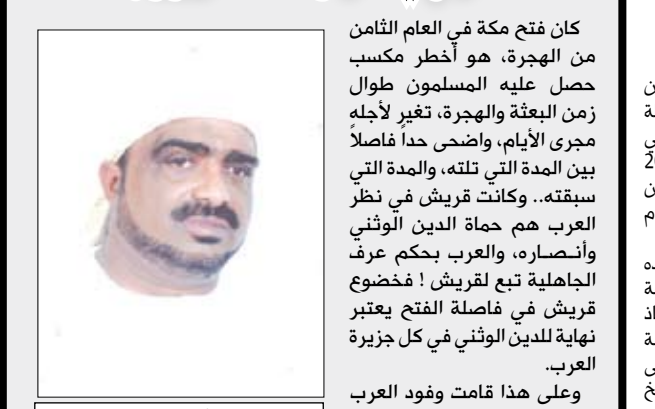 كان فتح مكة في العام الثامن
من الهجرة، هو أخطر مكسب
حصل عليه المسلمون طوال
زمن البعثة والهجرة، تغير لأجله
مجرى الأيام، واضحى حداً فاصلاً
بين المدة التي تلته، والمدة التي
سبقته.. وكانت قريش في نظر
العرب هم حماة الدين الوثني
وأنـصـاره، والعرب بحكم عرف
الجاهلية تبع لقريش ! فخضوع
قريش في فاصلة الفتح يعتبر
نهاية للدين الوثني في كل جزيرة
العرب.
وعلى هذا قامت وفود العرب